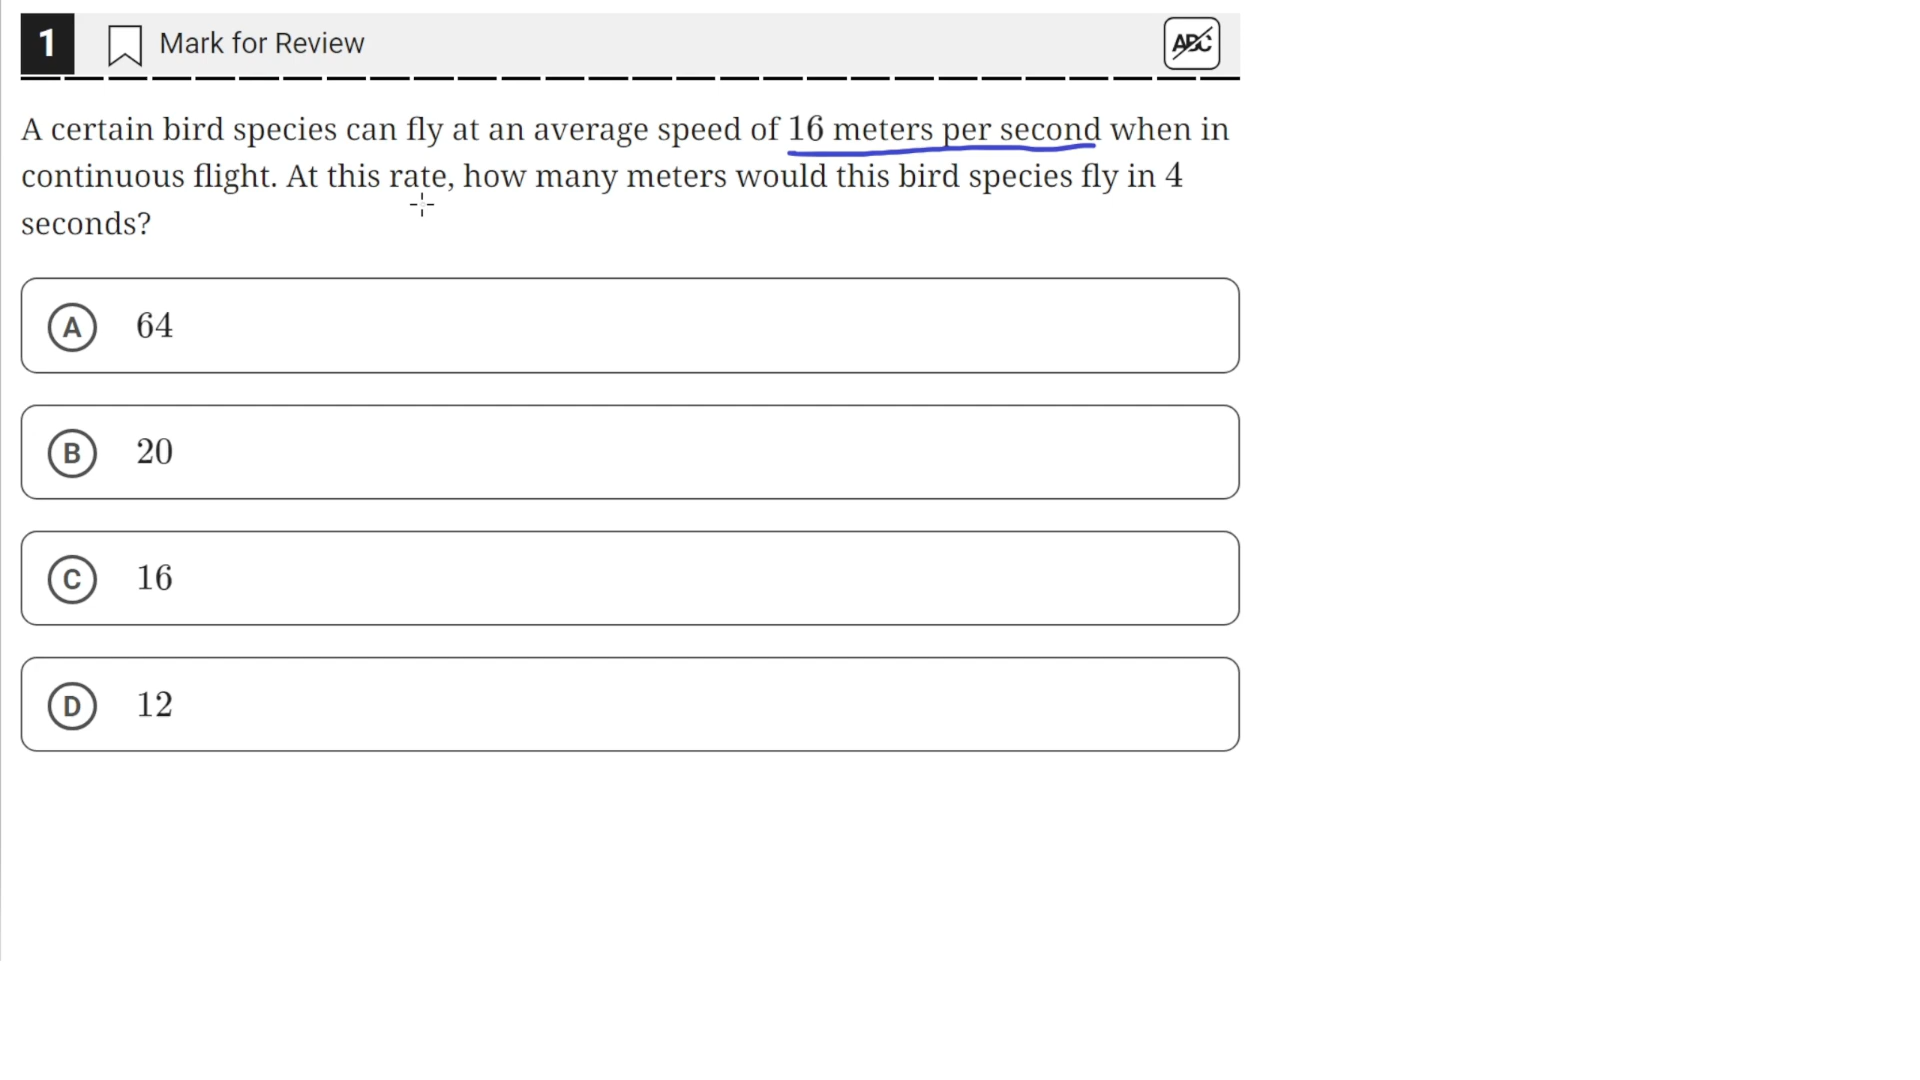 1 Mark for Review ABC
A certain bird species can fly at an average speed of 16 meters per second when in
continuous flight. At this rate, how many meters would this bird species fly in 4
seconds?
A 64
B 20
C 16
D 12